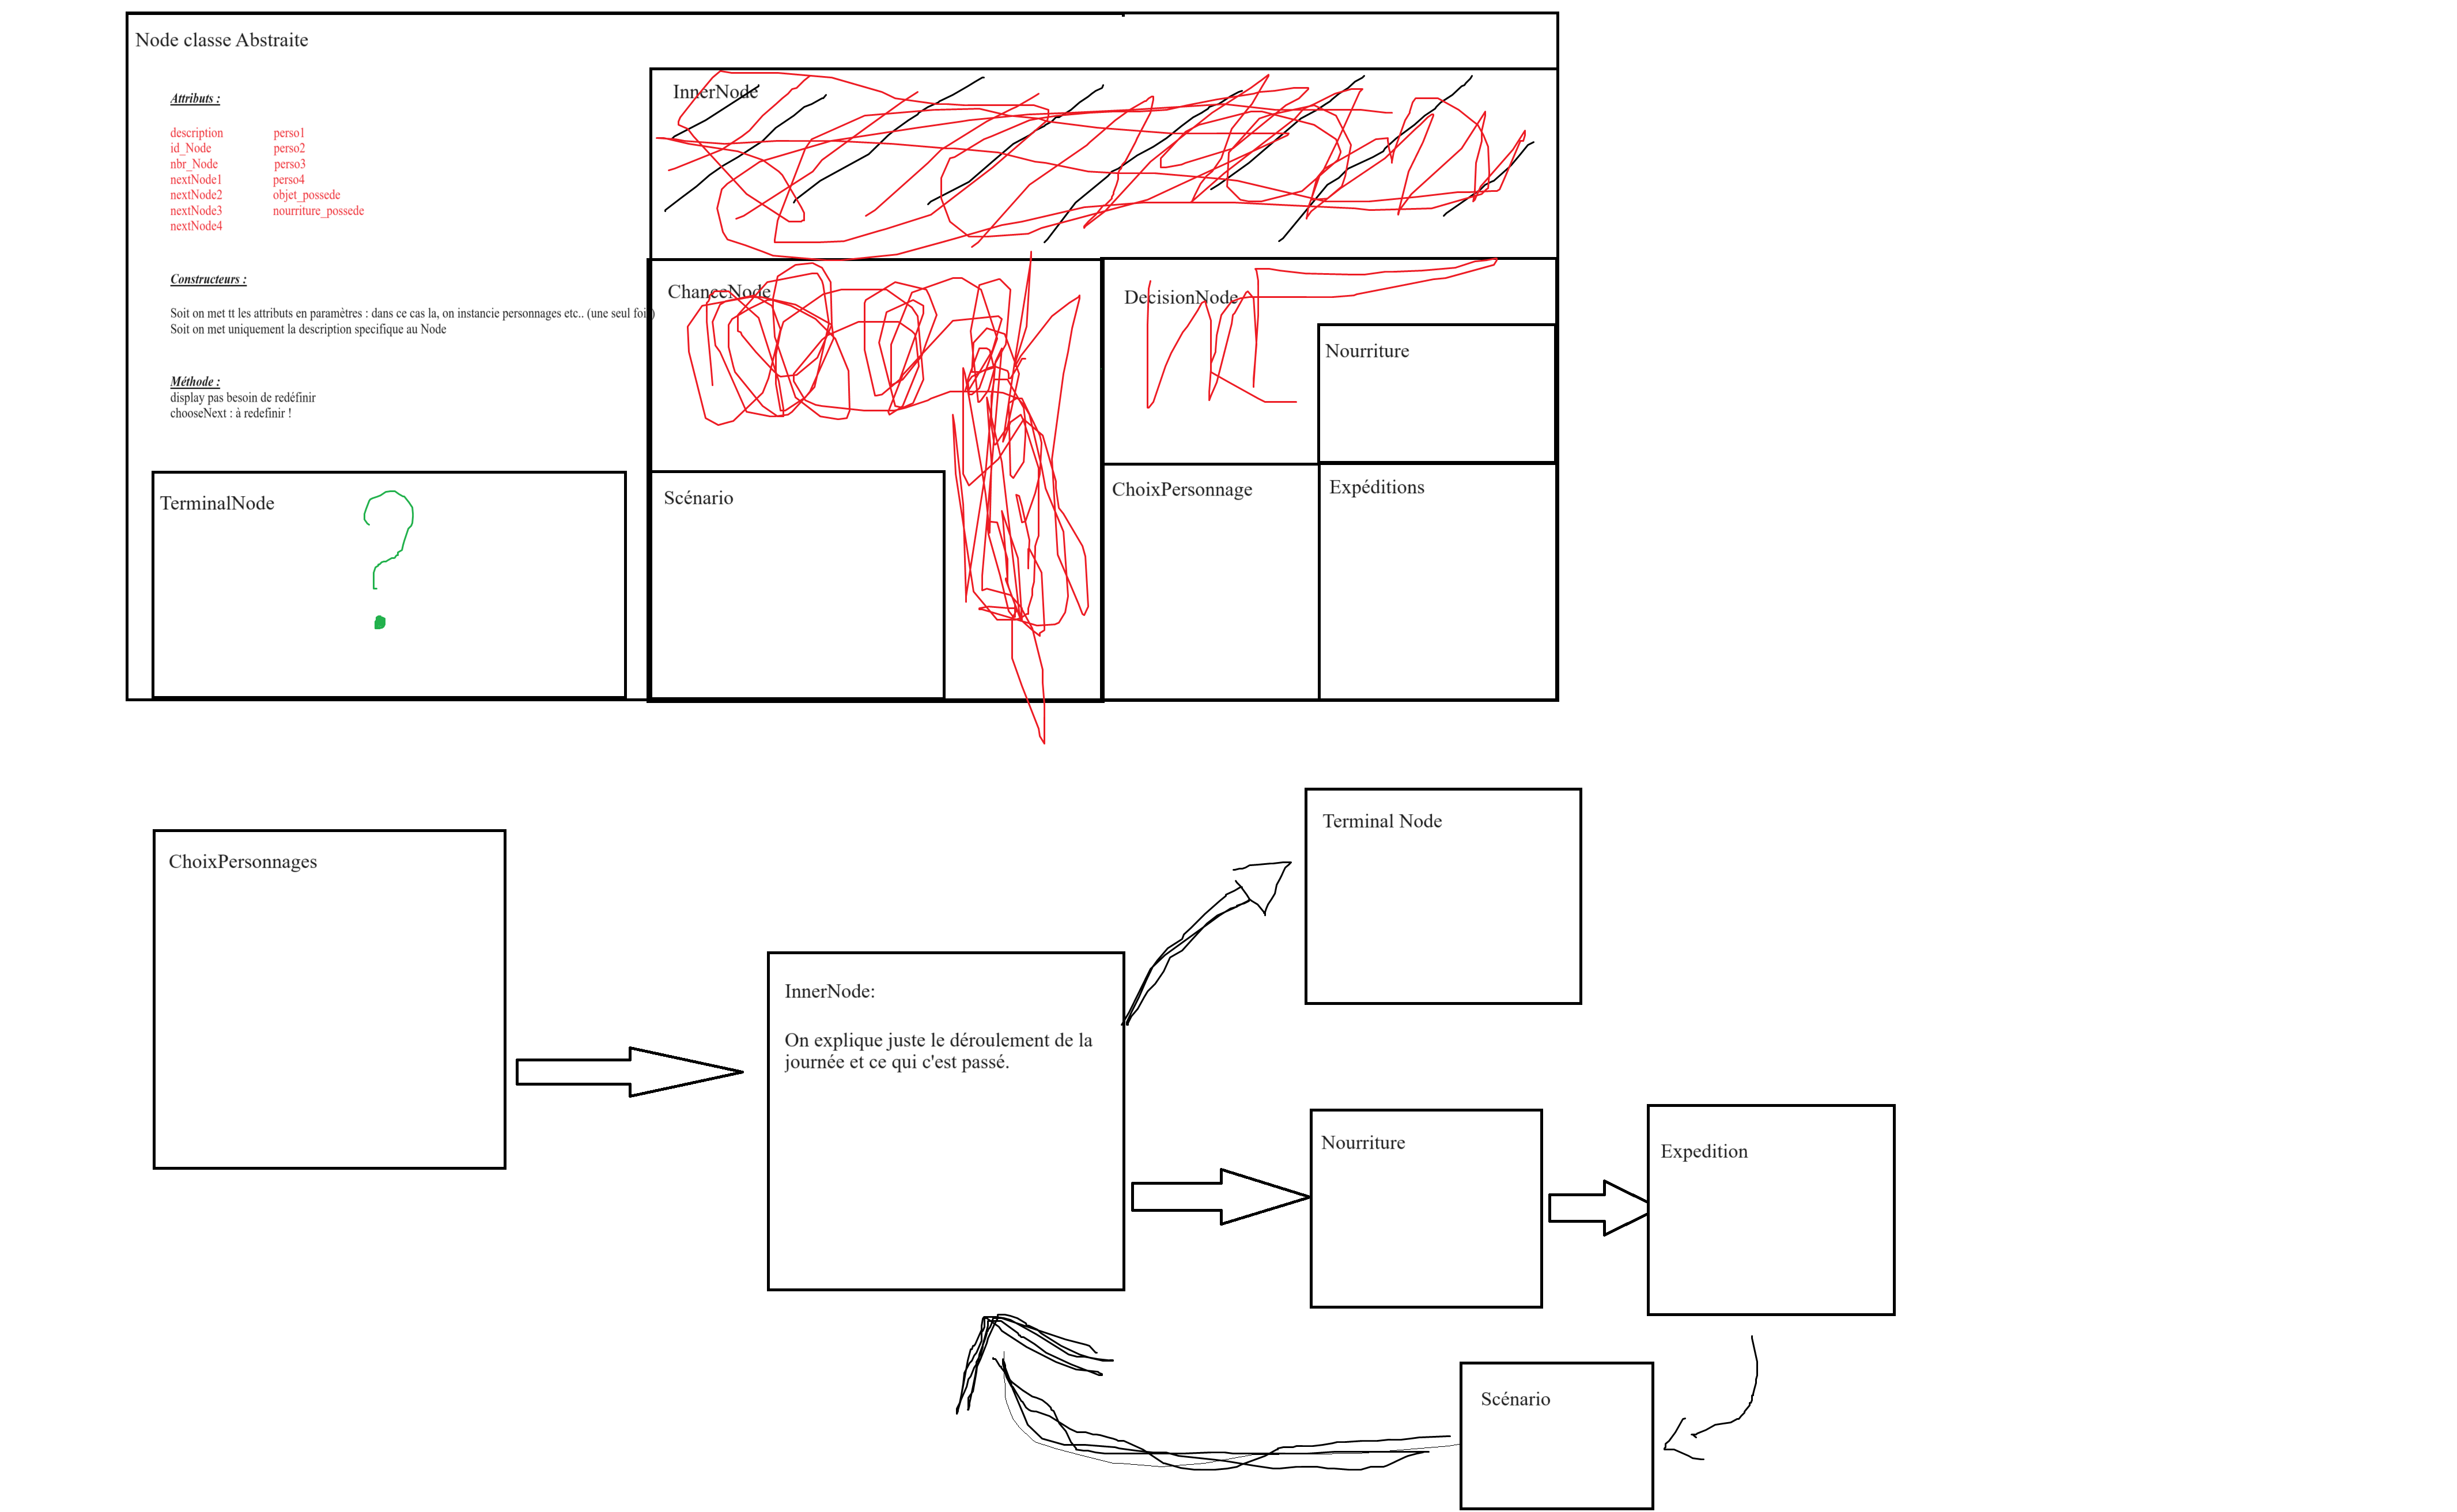 Node classe Abstraite
Attributs :
description perso1
id_Node perso2
nbr_Node perso3
nextNode1 perso4
nextNode2 objet_possede
nextNode3 nourriture_possede
nextNode4
Constructeurs :
Soit on met tt les attributs en paramètres : dans ce cas la, on instancie personnages etc.. (une seul fois)
Soit on met uniquement la description specifique au Node
Méthode :
display pas besoin de redéfinir
chooseNext : à redefinir !
TerminalNode
?
InnerNode
ChanceNode
DecisionNode
Nourriture
Scénario
ChoixPersonnage
Expéditions
ChoixPersonnages
InnerNode:
On explique juste le déroulement de la
journée et ce qui c'est passé.
Terminal Node
Nourriture
Expedition
Scénario